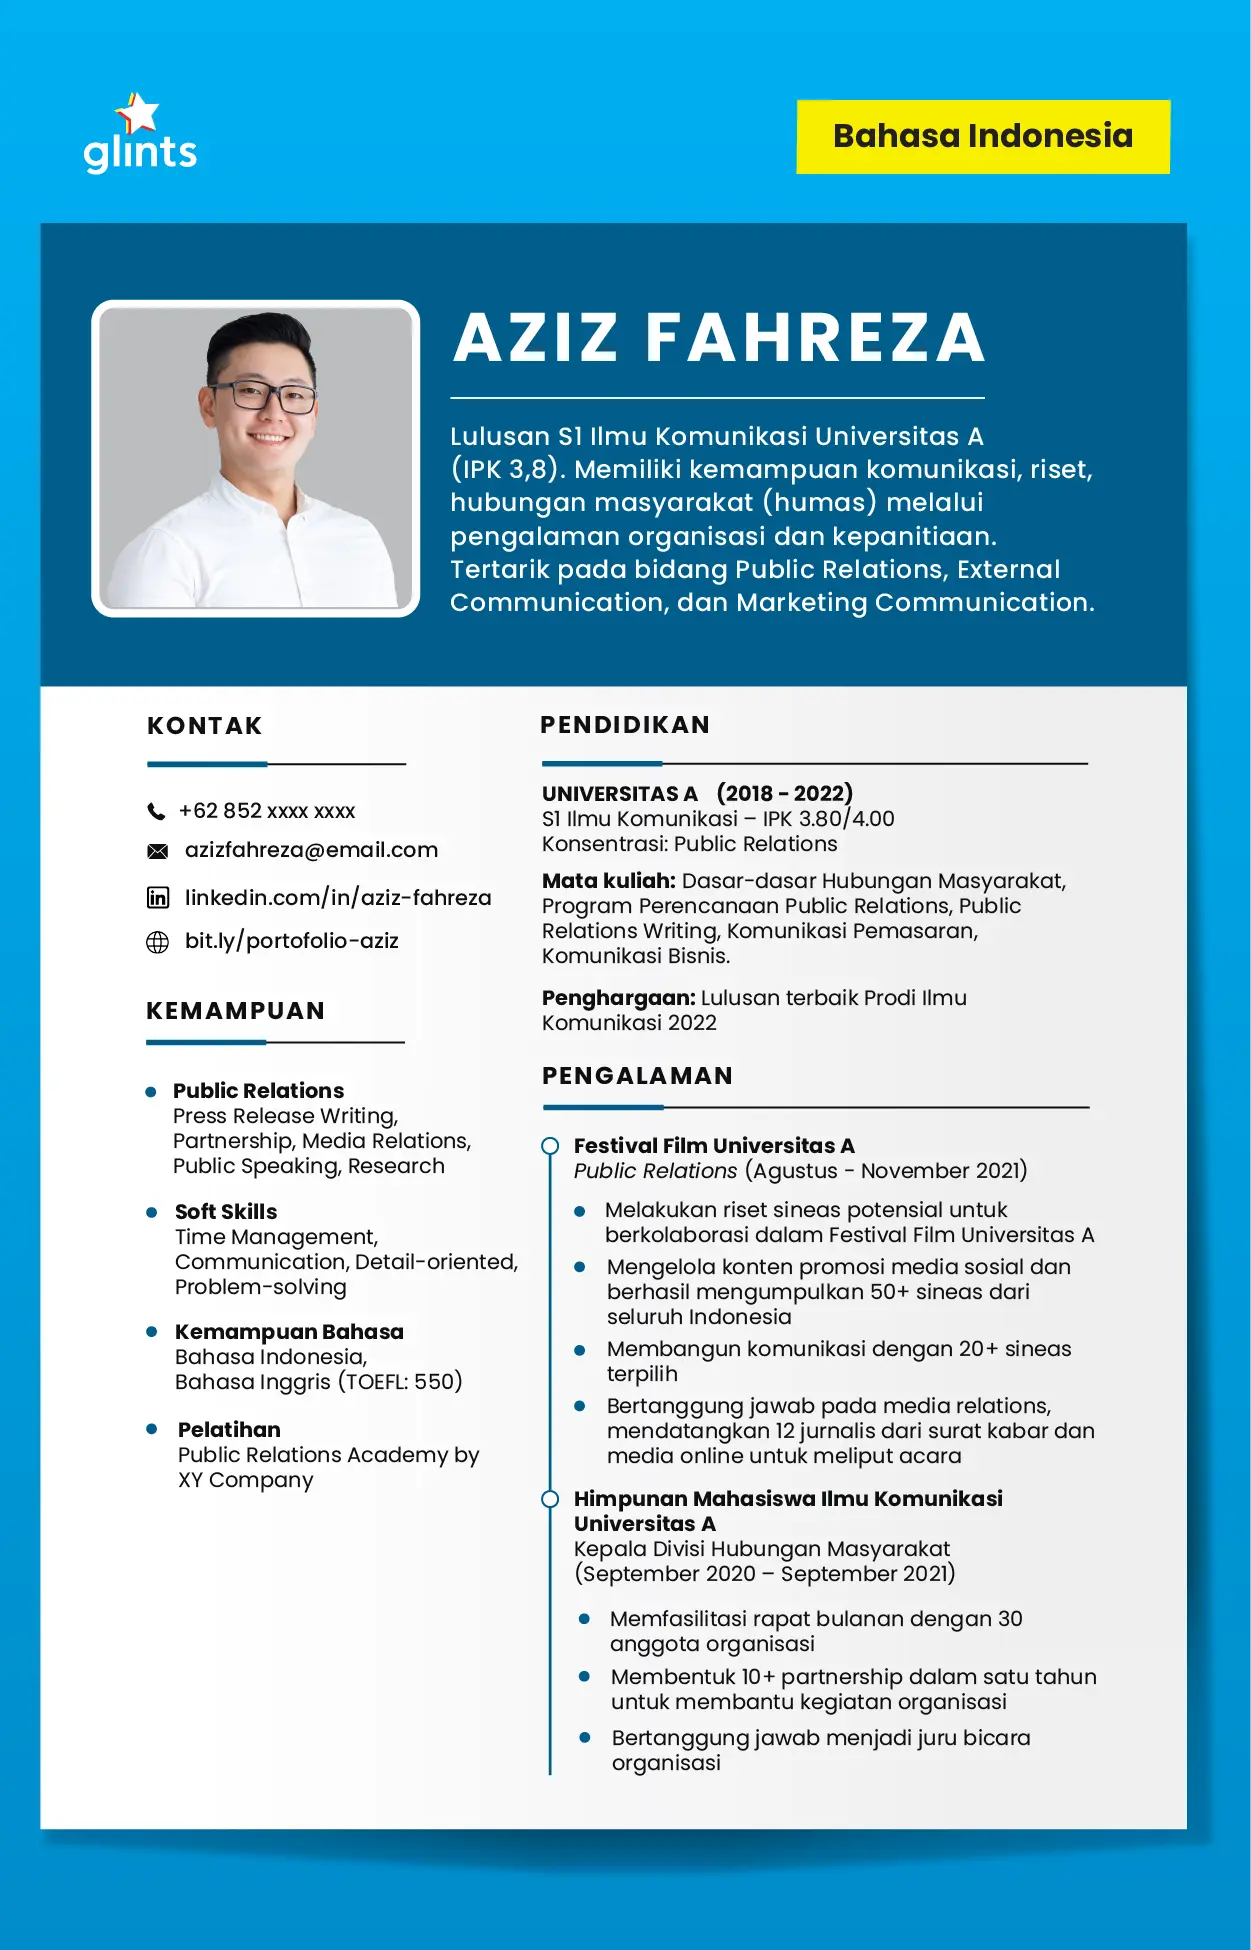 glints
Bahasa Indonesia
AZIZ FAHREZA
Lulusan S1 Ilmu Komunikasi Universitas A
(IPK 3,8). Memiliki kemampuan komunikasi, riset,
hubungan masyarakat (humas) melalui
pengalaman organisasi dan kepanitiaan.
Tertarik pada bidang Public Relations, External
Communication, dan Marketing Communication.
KONTAK
+62 852 xxxx xxxx
azizfahreza@email.com
linkedin.com/in/aziz-fahreza
bit.ly/portofolio-aziz
KEMAMPUAN
Public Relations
Press Release Writing,
Partnership, Media Relations,
Public Speaking, Research
Soft Skills
Time Management,
Communication, Detail-oriented,
Problem-solving
Kemampuan Bahasa
Bahasa Indonesia,
Bahasa Inggris (TOEFL: 550)
Pelatihan
Public Relations Academy by
XY Company
PENDIDIKAN
UNIVERSITAS A (2018 - 2022)
S1 Ilmu Komunikasi – IPK 3.80/4.00
Konsentrasi: Public Relations
Mata kuliah: Dasar-dasar Hubungan Masyarakat,
Program Perencanaan Public Relations, Public
Relations Writing, Komunikasi Pemasaran,
Komunikasi Bisnis.
Penghargaan: Lulusan terbaik Prodi Ilmu
Komunikasi 2022
PENGALAMAN
Festival Film Universitas A
Public Relations (Agustus - November 2021)
Melakukan riset sineas potensial untuk
berkolaborasi dalam Festival Film Universitas A
Mengelola konten promosi media sosial dan
berhasil mengumpulkan 50+ sineas dari
seluruh Indonesia
Membangun komunikasi dengan 20+ sineas
terpilih
Bertanggung jawab pada media relations,
mendatangkan 12 jurnalis dari surat kabar dan
media online untuk meliput acara
Himpunan Mahasiswa Ilmu Komunikasi
Universitas A
Kepala Divisi Hubungan Masyarakat
(September 2020 – September 2021)
Memfasilitasi rapat bulanan dengan 30
anggota organisasi
Membentuk 10+ partnership dalam satu tahun
untuk membantu kegiatan organisasi
Bertanggung jawab menjadi juru bicara
organisasi